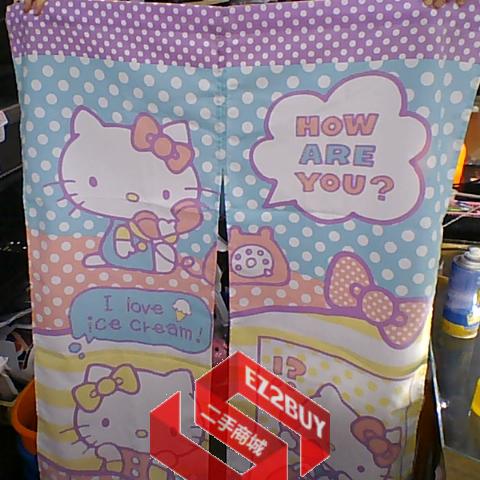 HOW
ARE
YOU?
I love
ice cream!
!?
EZ2BUY
二手商城